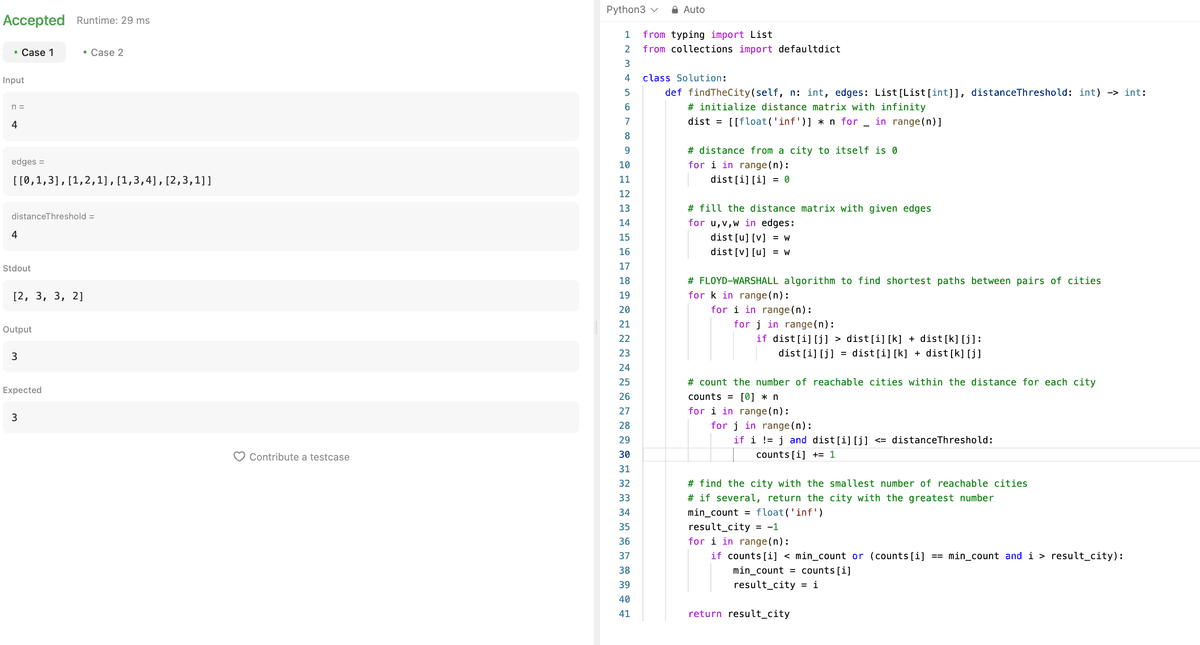 Accepted Runtime: 29 ms
• Case 1 • Case 2
Input
n =
4
edges =
[[0,1,3],[1,2,1],[1,3,4],[2,3,1]]
distanceThreshold =
4
Stdout
[2, 3, 3, 2]
Output
3
Expected
3
Contribute a testcase
Python3 Auto
1 from typing import List
2 from collections import defaultdict
3
4 class Solution:
5     def findTheCity(self, n: int, edges: List[List[int]], distanceThreshold: int) -> int:
6         # initialize distance matrix with infinity
7         dist = [[float('inf')] * n for _ in range(n)]
8
9         # distance from a city to itself is 0
10         for i in range(n):
11             dist[i][i] = 0
12
13         # fill the distance matrix with given edges
14         for u,v,w in edges:
15             dist[u][v] = w
16             dist[v][u] = w
17
18         # FLOYD-WARSHALL algorithm to find shortest paths between pairs of cities
19         for k in range(n):
20             for i in range(n):
21                 for j in range(n):
22                     if dist[i][j] > dist[i][k] + dist[k][j]:
23                         dist[i][j] = dist[i][k] + dist[k][j]
24
25         # count the number of reachable cities within the distance for each city
26         counts = [0] * n
27         for i in range(n):
28             for j in range(n):
29                 if i != j and dist[i][j] <= distanceThreshold:
30                     counts[i] += 1
31
32         # find the city with the smallest number of reachable cities
33         # if several, return the city with the greatest number
34         min_count = float('inf')
35         result_city = -1
36         for i in range(n):
37             if counts[i] < min_count or (counts[i] == min_count and i > result_city):
38                 min_count = counts[i]
39                 result_city = i
40
41         return result_city